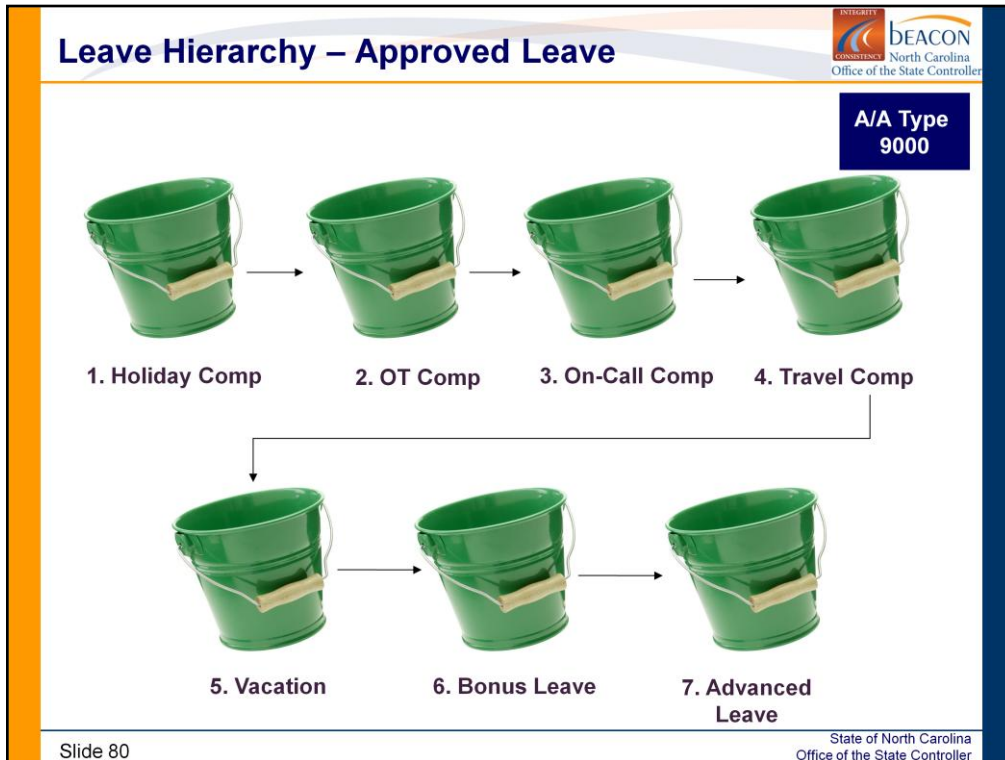 Leave Hierarchy – Approved Leave
INTEGRITY
CONSISTENCY
bEACON
North Carolina
Office of the State Controller
A/A Type
9000
1. Holiday Comp
2. OT Comp
3. On-Call Comp
4. Travel Comp
5. Vacation
6. Bonus Leave
7. Advanced
Leave
Slide 80
State of North Carolina
Office of the State Controller